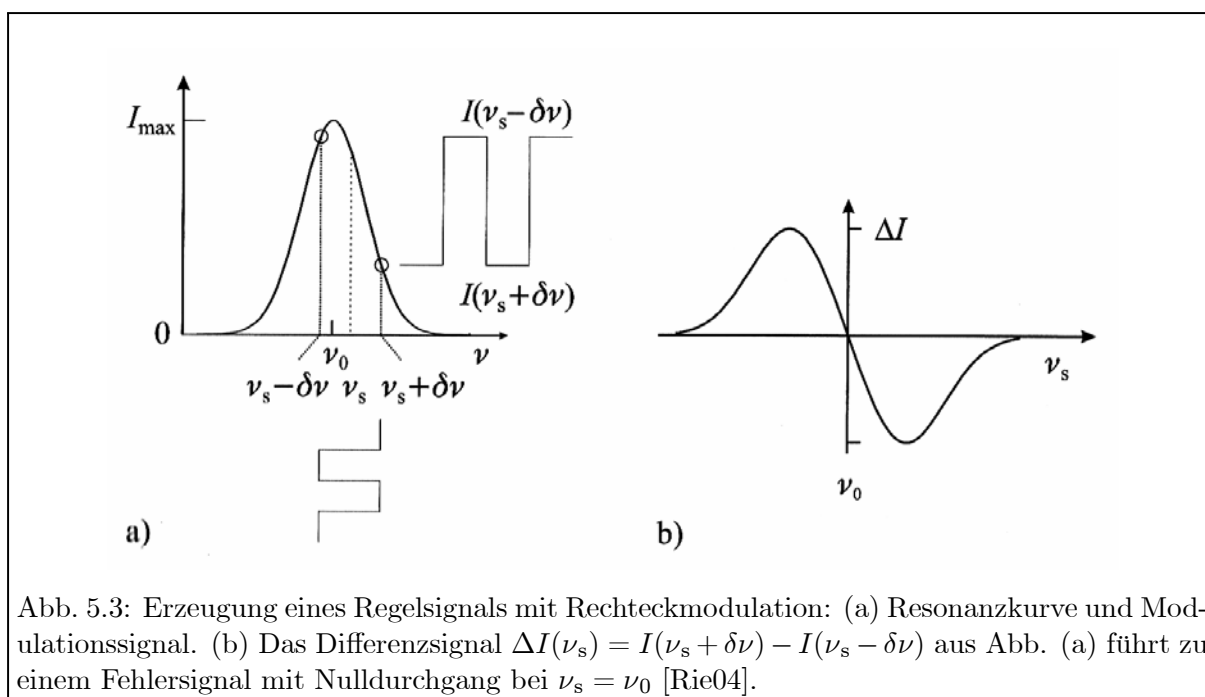 I_max
I(ν_s−δν)
0
ν_0
ν
I(ν_s+δν)
ν_s−δν ν_s ν_s+δν
a)
ΔI
ν_s
ν_0
b)
Abb. 5.3: Erzeugung eines Regelsignals mit Rechteckmodulation: (a) Resonanzkurve und Mod-
ulationssignal. (b) Das Differenzsignal ΔI(ν_s) = I(ν_s + δν) − I(ν_s − δν) aus Abb. (a) führt zu
einem Fehlersignal mit Nulldurchgang bei ν_s = ν_0 [Rie04].